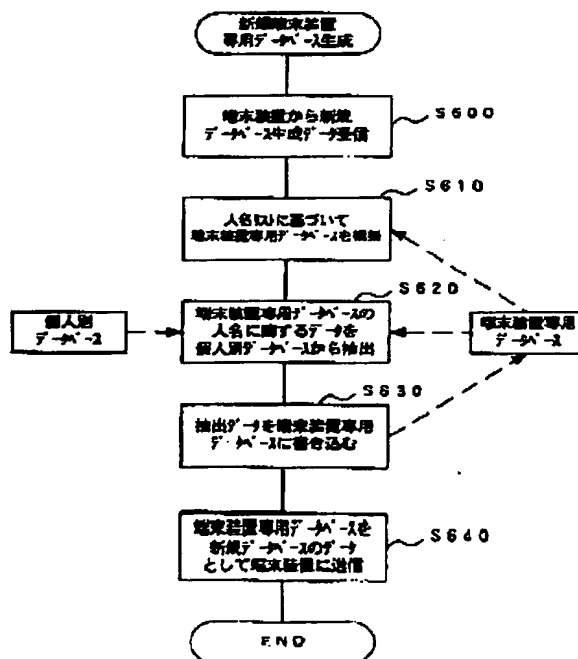 新規端末装置
専用データベース生成
端末装置から新規
データベース生成データ受信
S600
人名リストに基づいて
端末装置専用データベースを検索
S610
端末装置専用データベースの
人名に関するデータを
個人別データベースから抽出
S620
個人別
データベース
端末装置専用
データベース
抽出データを端末装置専用
データベースに書き込む
S630
端末装置専用データベースを
新規データベースのデータ
として端末装置に送信
S640
END